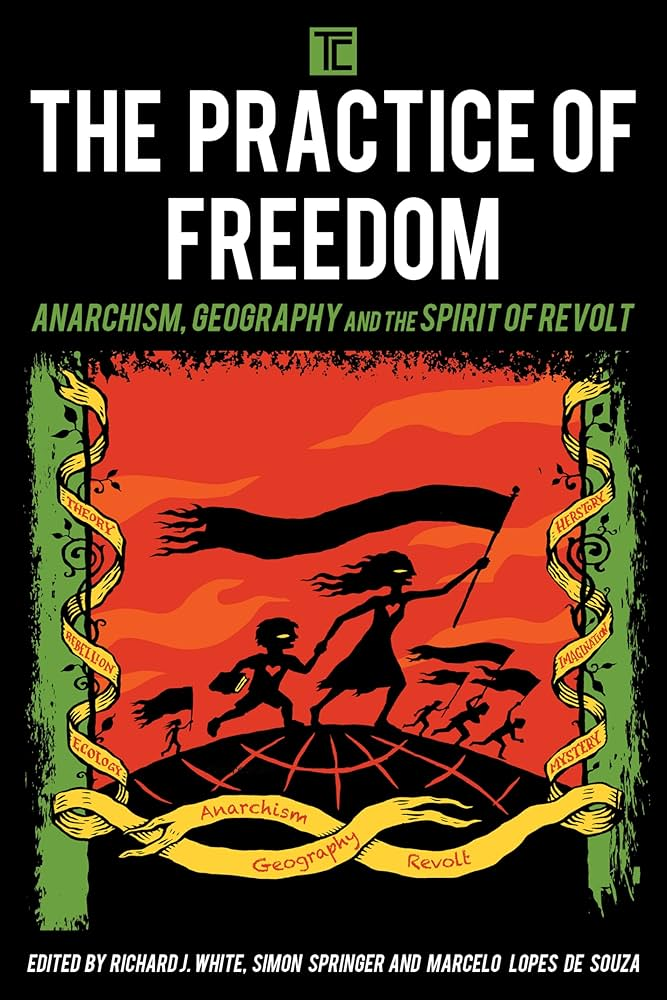 TC
THE PRACTICE OF
FREEDOM
ANARCHISM, GEOGRAPHY AND THE SPIRIT OF REVOLT
THEORY
HERSTORY
REBELLION
IMAGINATION
ECOLOGY
MYSTERY
Anarchism
Geography
Revolt
EDITED BY RICHARD J. WHITE, SIMON SPRINGER AND MARCELO LOPES DE SOUZA